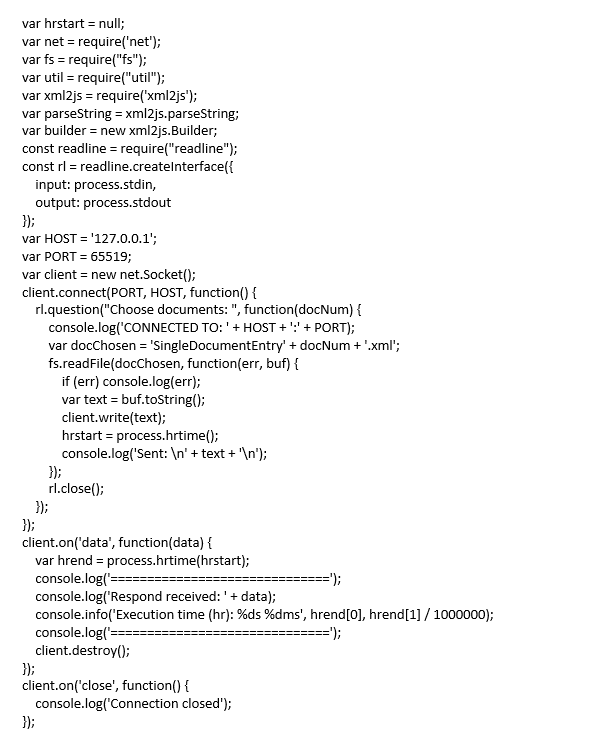 var hrstart = null;
var net = require('net');
var fs = require("fs");
var util = require("util");
var xml2js = require('xml2js');
var parseString = xml2js.parseString;
var builder = new xml2js.Builder;
const readline = require("readline");
const rl = readline.createInterface({
    input: process.stdin,
    output: process.stdout
});
var HOST = '127.0.0.1';
var PORT = 65519;
var client = new net.Socket();
client.connect(PORT, HOST, function() {
    rl.question("Choose documents: ", function(docNum) {
        console.log('CONNECTED TO: ' + HOST + ':' + PORT);
        var docChosen = 'SingleDocumentEntry' + docNum + '.xml';
        fs.readFile(docChosen, function(err, buf) {
            if (err) console.log(err);
            var text = buf.toString();
            client.write(text);
            hrstart = process.hrtime();
            console.log('Sent: \n' + text + '\n');
        });
        rl.close();
    });
});
client.on('data', function(data) {
    var hrend = process.hrtime(hrstart);
    console.log('==============================');
    console.log('Respond received: ' + data);
    console.info('Execution time (hr): %ds %dms', hrend[0], hrend[1] / 1000000);
    console.log('==============================');
    client.destroy();
});
client.on('close', function() {
    console.log('Connection closed');
});